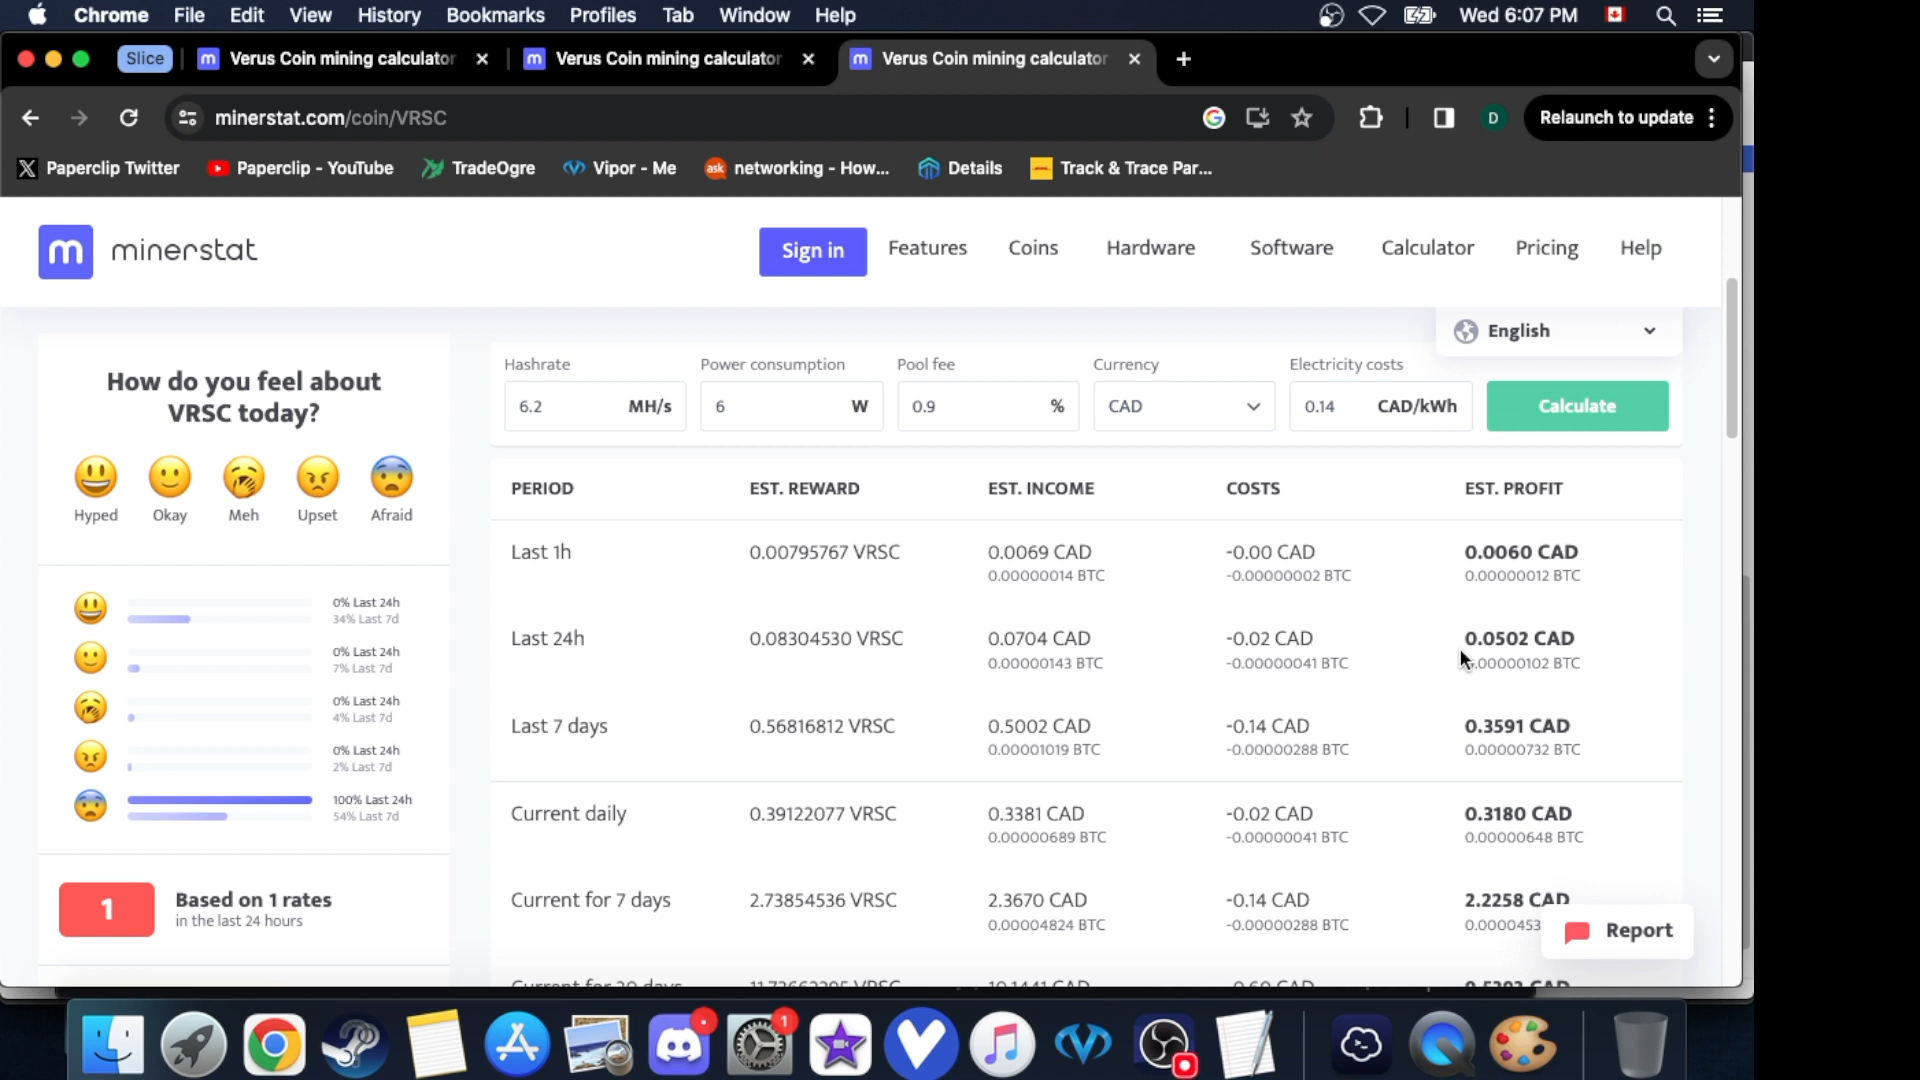 Chrome File Edit View History Bookmarks Profiles Tab Window Help Wed 6:07 PM
Slice Verus Coin mining calculator Verus Coin mining calculator Verus Coin mining calculator
minerstat.com/coin/VRSC D Relaunch to update
Paperclip Twitter Paperclip - YouTube TradeOgre Vipor - Me ask networking - How... Details Track & Trace Par...
m minerstat Sign in Features Coins Hardware Software Calculator Pricing Help
English
How do you feel about
VRSC today?
Hyped Okay Meh Upset Afraid
0% Last 24h
34% Last 7d
0% Last 24h
7% Last 7d
0% Last 24h
4% Last 7d
0% Last 24h
2% Last 7d
100% Last 24h
54% Last 7d
1 Based on 1 rates
in the last 24 hours
Hashrate Power consumption Pool fee Currency Electricity costs
6.2 MH/s 6 W 0.9 % CAD 0.14 CAD/kWh Calculate
PERIOD EST. REWARD EST. INCOME COSTS EST. PROFIT
Last 1h 0.00795767 VRSC 0.0069 CAD -0.00 CAD 0.0060 CAD
0.00000014 BTC -0.00000002 BTC 0.00000012 BTC
Last 24h 0.08304530 VRSC 0.0704 CAD -0.02 CAD 0.0502 CAD
0.00000143 BTC -0.00000041 BTC .00000102 BTC
Last 7 days 0.56816812 VRSC 0.5002 CAD -0.14 CAD 0.3591 CAD
0.00001019 BTC -0.00000288 BTC 0.00000732 BTC
Current daily 0.39122077 VRSC 0.3381 CAD -0.02 CAD 0.3180 CAD
0.00000689 BTC -0.00000041 BTC 0.00000648 BTC
Current for 7 days 2.73854536 VRSC 2.3670 CAD -0.14 CAD 2.2258 CAD
0.00004824 BTC -0.00000288 BTC 0.0000453
Report
1